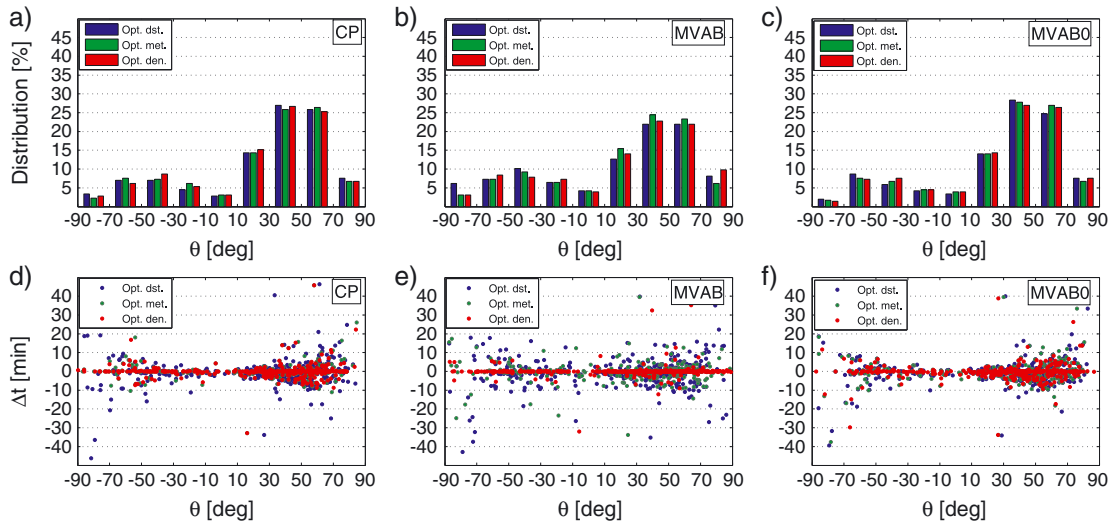 a) b) c)
CP MVAB MVAB0
Opt. dst. Opt. dst. Opt. dst.
Opt. met. Opt. met. Opt. met.
Opt. den. Opt. den. Opt. den.
Distribution [%]
45 45 45
40 40 40
35 35 35
30 30 30
25 25 25
20 20 20
15 15 15
10 10 10
5 5 5
-90 -70 -50 -30 -10 10 30 50 70 90 -90 -70 -50 -30 -10 10 30 50 70 90 -90 -70 -50 -30 -10 10 30 50 70 90
θ [deg] θ [deg] θ [deg]
d) e) f)
CP MVAB MVAB0
Opt. dst. Opt. dst. Opt. dst.
Opt. met. Opt. met. Opt. met.
Opt. den. Opt. den. Opt. den.
Δt [min]
40 40 40
30 30 30
20 20 20
10 10 10
0 0 0
-10 -10 -10
-20 -20 -20
-30 -30 -30
-40 -40 -40
-90 -70 -50 -30 -10 10 30 50 70 90 -90 -70 -50 -30 -10 10 30 50 70 90 -90 -70 -50 -30 -10 10 30 50 70 90
θ [deg] θ [deg] θ [deg]